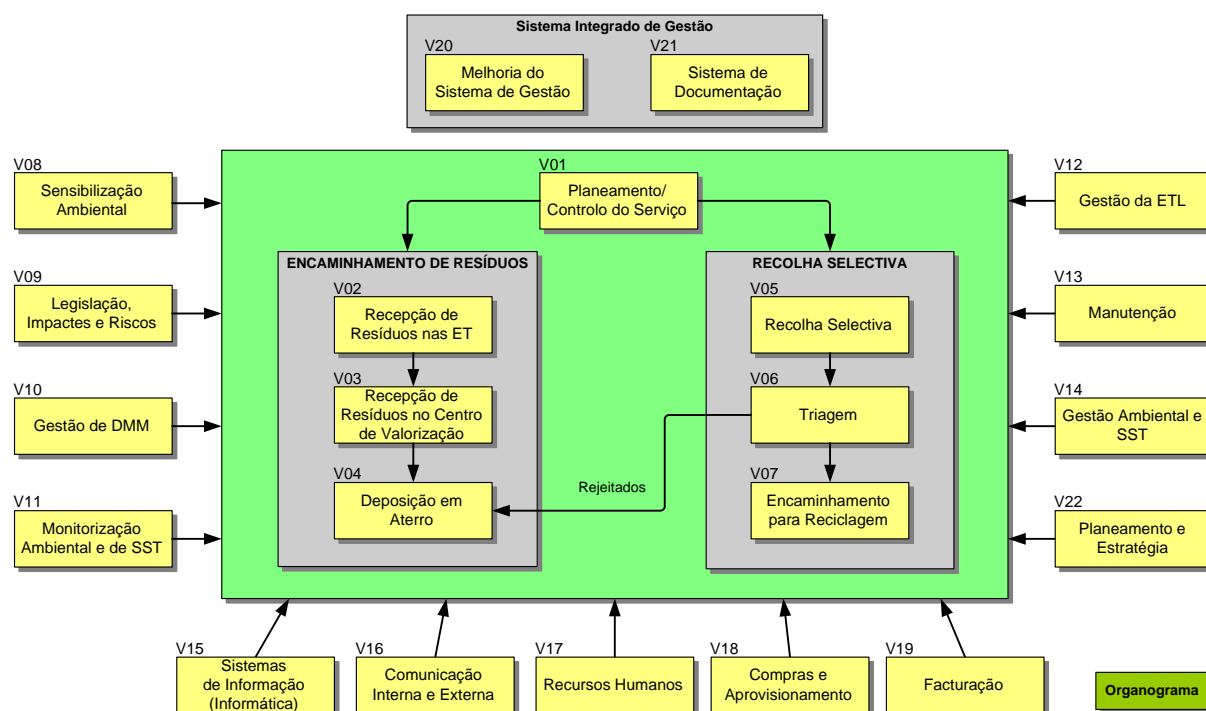 Sistema Integrado de Gestão
V20
Melhoria do
Sistema de Gestão
V21
Sistema de
Documentação
V08
Sensibilização
Ambiental
V09
Legislação,
Impactes e Riscos
V10
Gestão de DMM
V11
Monitorização
Ambiental e de SST
V01
Planeamento/
Controlo do Serviço
ENCAMINHAMENTO DE RESÍDUOS
V02
Recepção de
Resíduos nas ET
V03
Recepção de
Resíduos no Centro
de Valorização
V04
Deposição em
Aterro
Rejeitados
RECOLHA SELECTIVA
V05
Recolha Selectiva
V06
Triagem
V07
Encaminhamento
para Reciclagem
V12
Gestão da ETL
V13
Manutenção
V14
Gestão Ambiental e
SST
V22
Planeamento e
Estratégia
V15
Sistemas
de Informação
(Informática)
V16
Comunicação
Interna e Externa
V17
Recursos Humanos
V18
Compras e
Aprovisionamento
V19
Facturação
Organograma